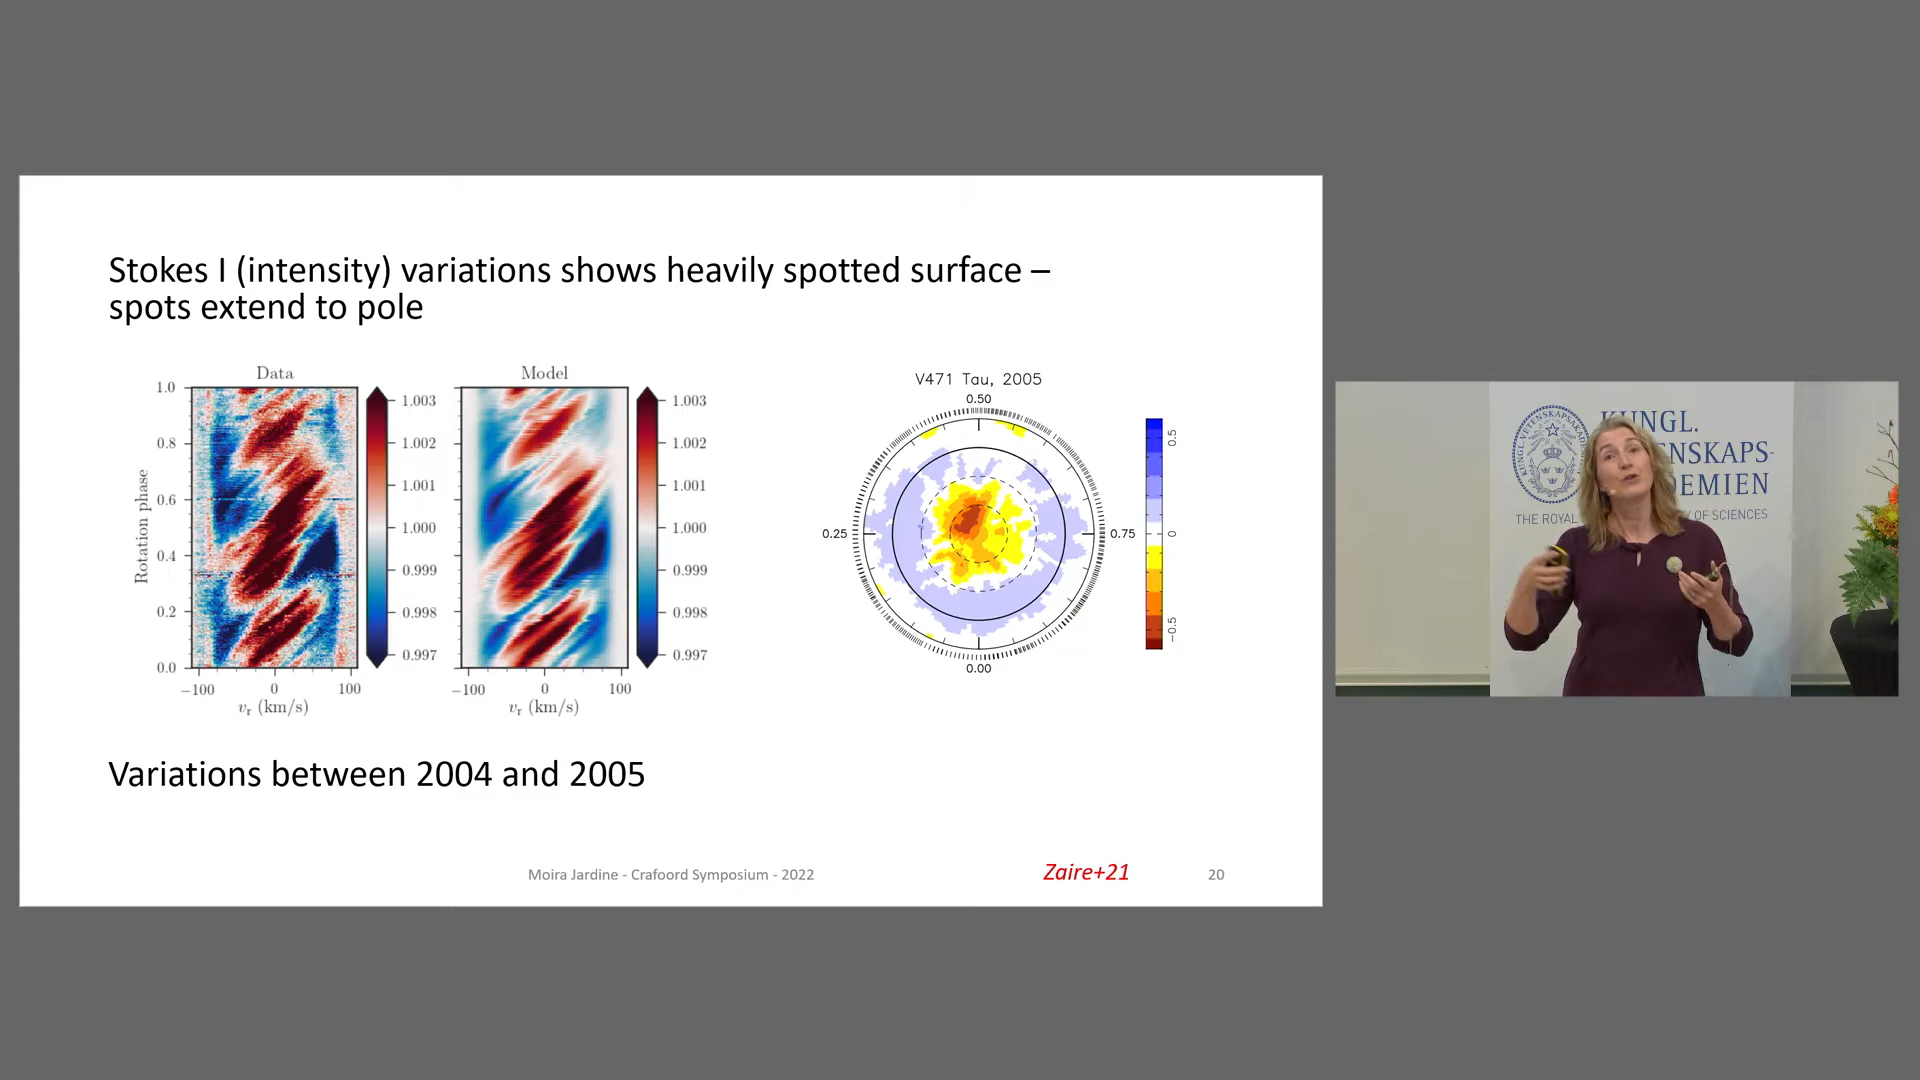 Stokes I (intensity) variations shows heavily spotted surface –
spots extend to pole
Data
Model
V471 Tau, 2005
Rotation phase
1.0
0.8
0.6
0.4
0.2
0.0
−100
0
100
vr (km/s)
1.003
1.002
1.001
1.000
0.999
0.998
0.997
−100
0
100
vr (km/s)
1.003
1.002
1.001
1.000
0.999
0.998
0.997
0.50
0.25
0.75
0.00
0.5
0
−0.5
Variations between 2004 and 2005
Moira Jardine - Crafoord Symposium - 2022
Zaire+21
20
KUNGL.
NSKAPS-
DEMIEN
THE ROYAL
Y OF SCIENCES